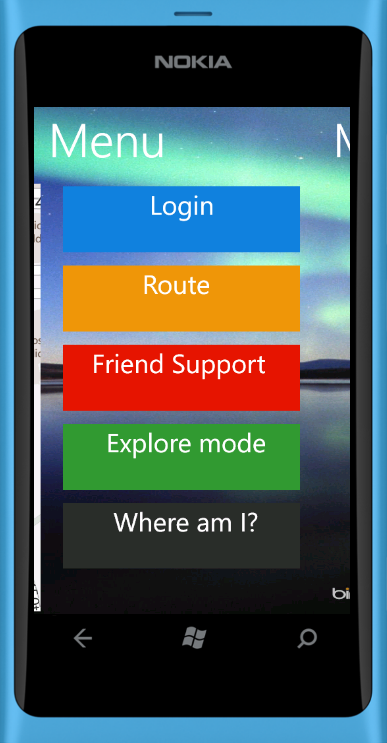 NOKIA
Menu
Login
Route
Friend Support
Explore mode
Where am I?